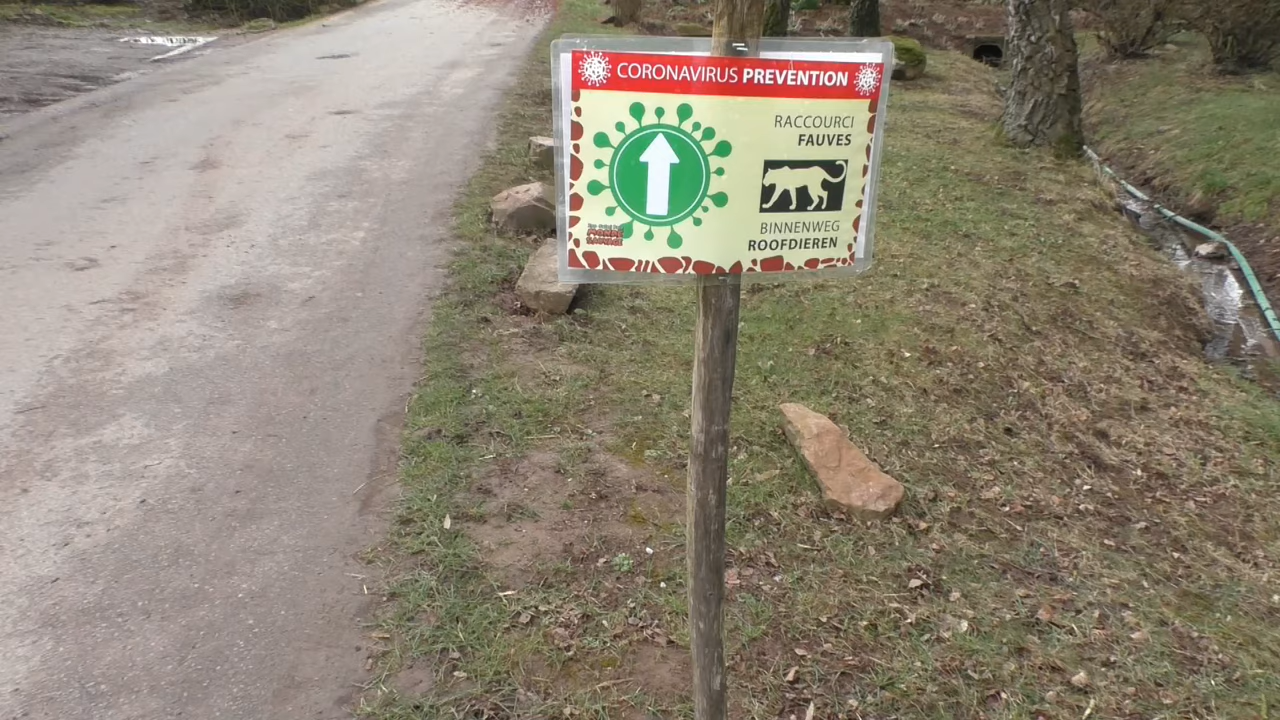 CORONAVIRUS PREVENTION
RACCOURCI
FAUVES
BINNENWEG
ROOFDIEREN